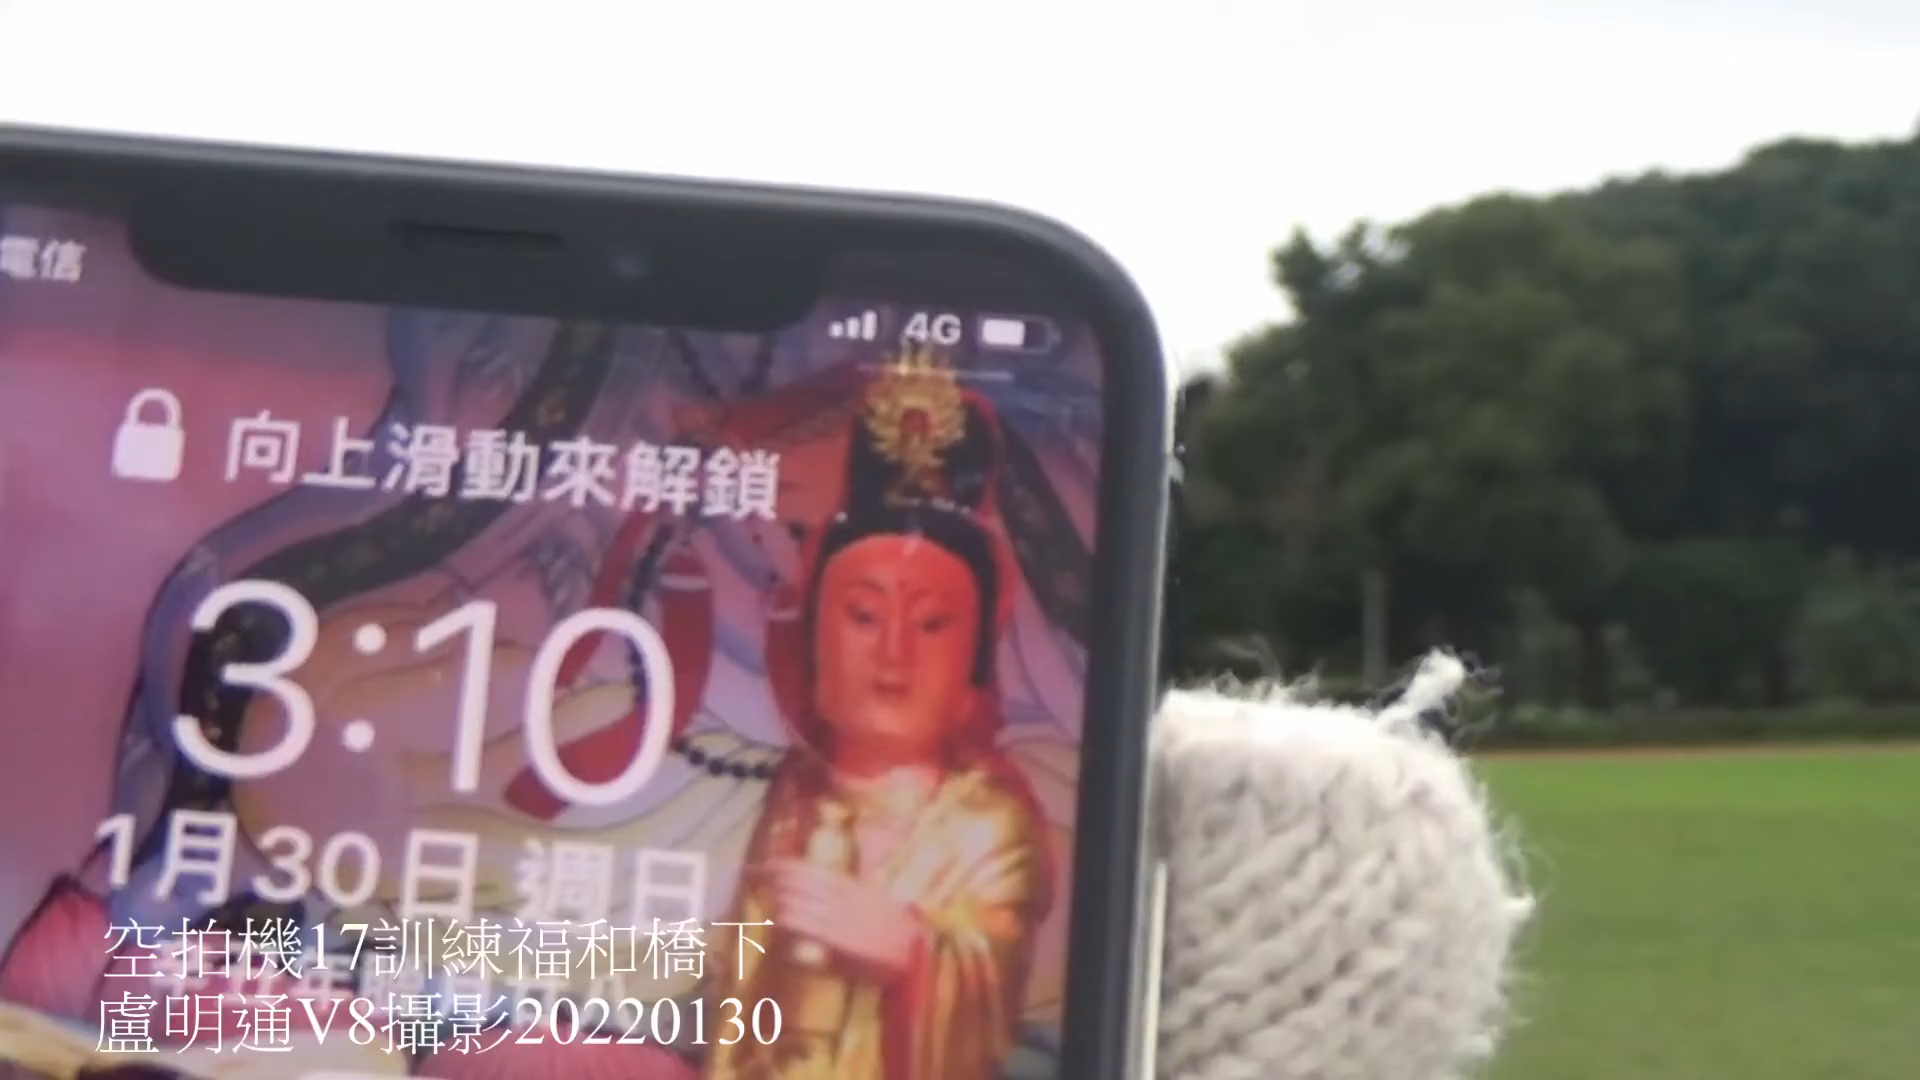 電信
4G
向上滑動來解鎖
3:10
1月30日 週日
空拍機17訓練福和橋下
盧明通V8攝影20220130